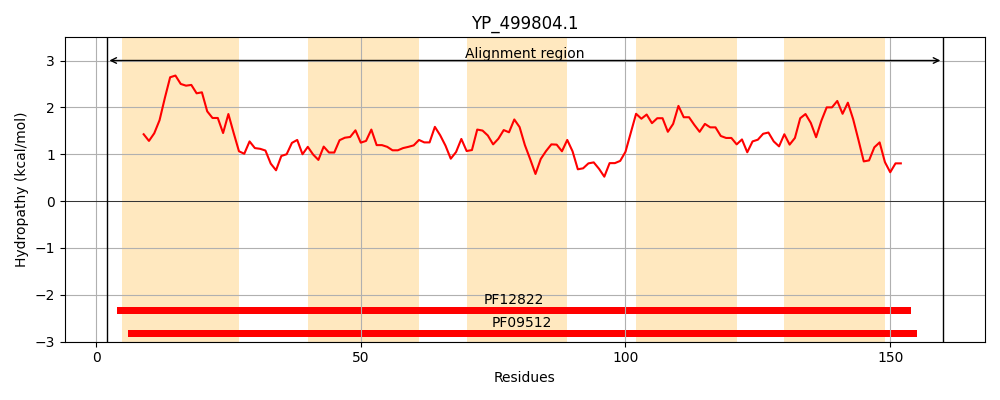 YP_499804.1
Alignment region
Hydropathy (kcal/mol)
3
2
1
0
−1
−2
−3
PF12822
PF09512
0
50
100
150
Residues